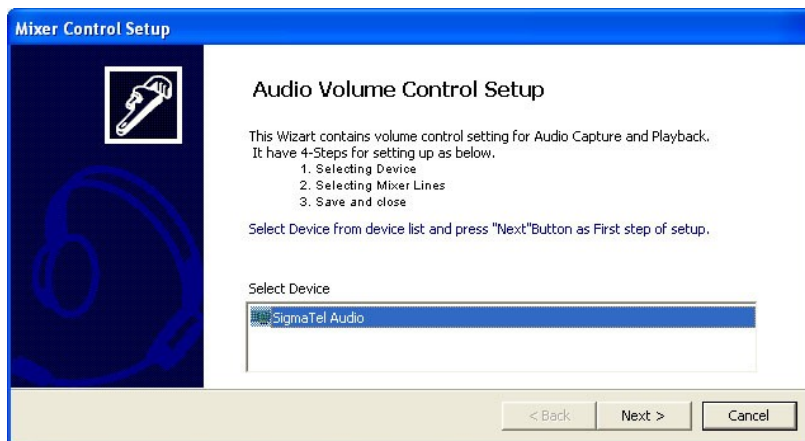 Mixer Control Setup
Audio Volume Control Setup
This Wizart contains volume control setting for Audio Capture and Playback.
It have 4-Steps for setting up as below.
1. Selecting Device
2. Selecting Mixer Lines
3. Save and close
Select Device from device list and press "Next"Button as First step of setup.
Select Device
SigmaTel Audio
< Back
Next >
Cancel